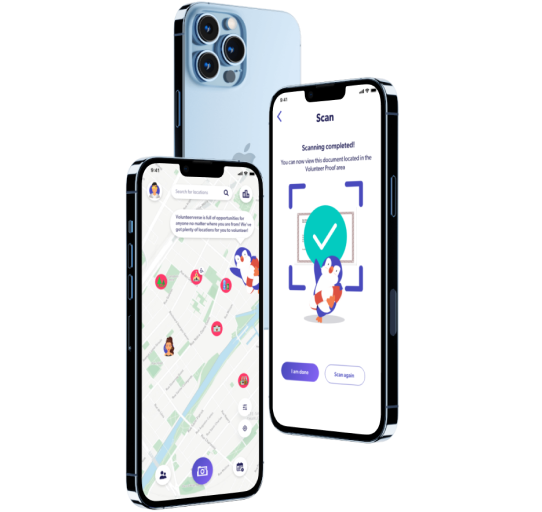 9:41
Scan
Scanning completed!
You can now view this document located in the
Volunteer Proof area
I am done
Scan again
9:41
Search for locations
Volunteerverse is full of opportunities for
anyone no matter where you are from! We've
got plenty of locations for you to volunteer!